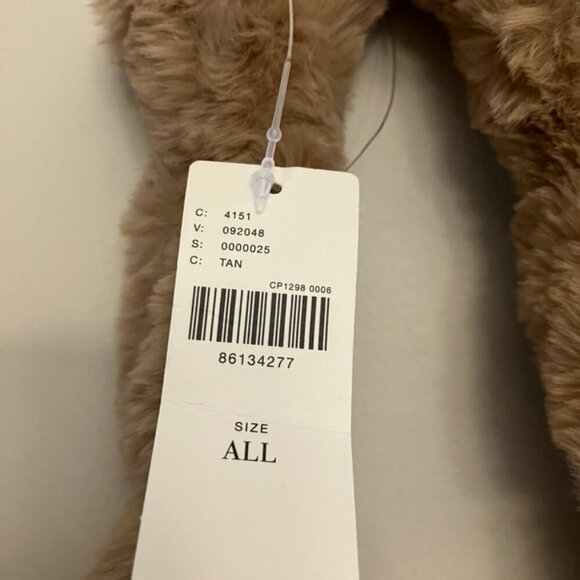 C: 4151
V: 092048
S: 0000025
C: TAN
CP1298 0006
86134277
SIZE
ALL